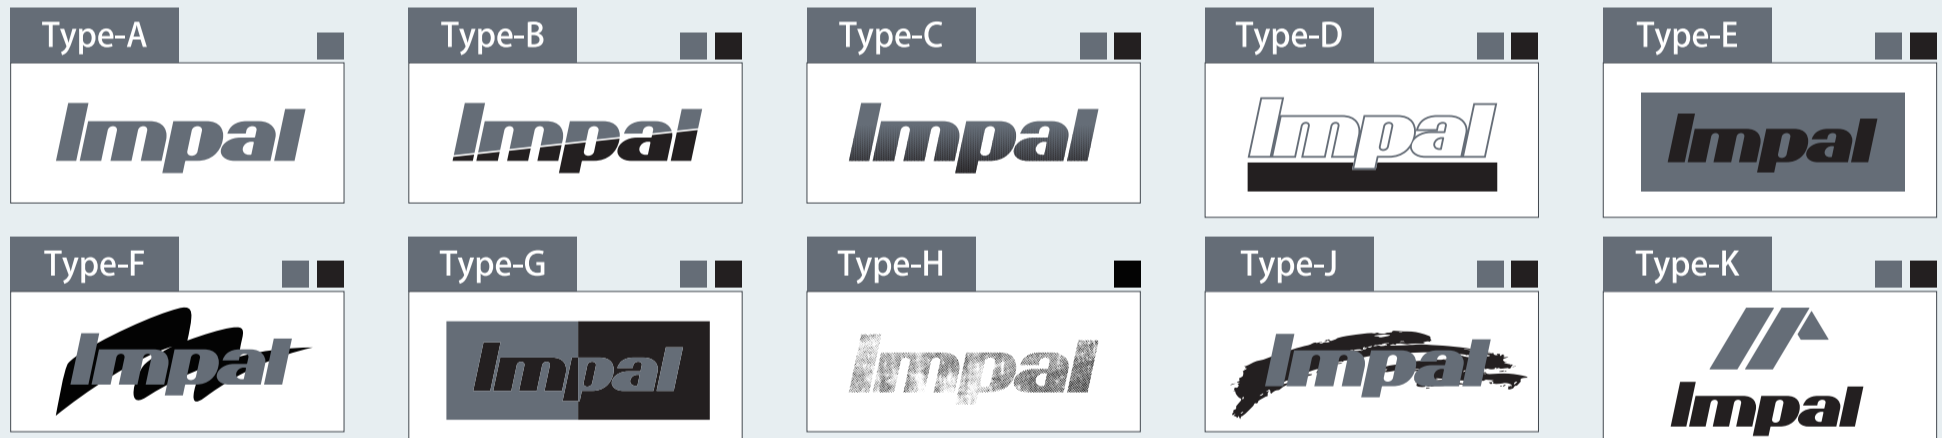 Type-A
Impal
Type-B
Impal
Type-C
Impal
Type-D
Impal
Type-E
Impal
Type-F
Impal
Type-G
Impal
Type-H
Impal
Type-J
Impal
Type-K
Impal